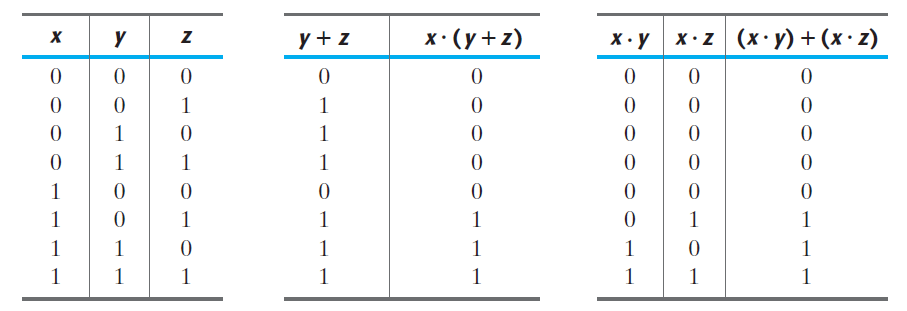 x y z y + z x · (y + z) x · y x · z (x · y) + (x · z)
0 0 0 0 0 0 0 0
0 0 1 1 0 0 0 0
0 1 0 1 0 0 0 0
0 1 1 1 0 0 0 0
1 0 0 0 0 0 0 0
1 0 1 1 1 0 1 1
1 1 0 1 1 1 0 1
1 1 1 1 1 1 1 1